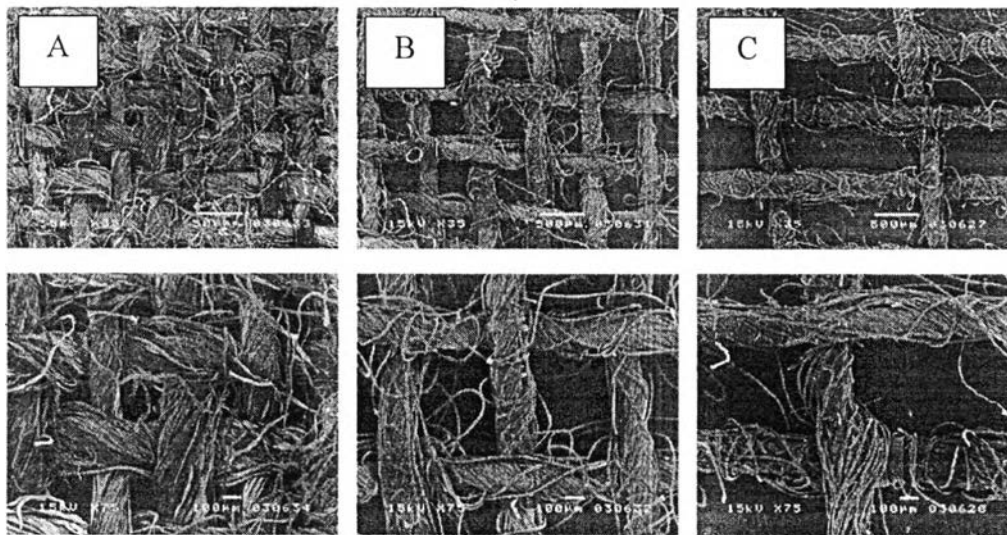 A
B
C
030633
15kV X35 500µm 030631
15kV X35 500µm 030627
15kV X75 100µm 030634
15kV X75 100µm 030632
15kV X75 100µm 030628